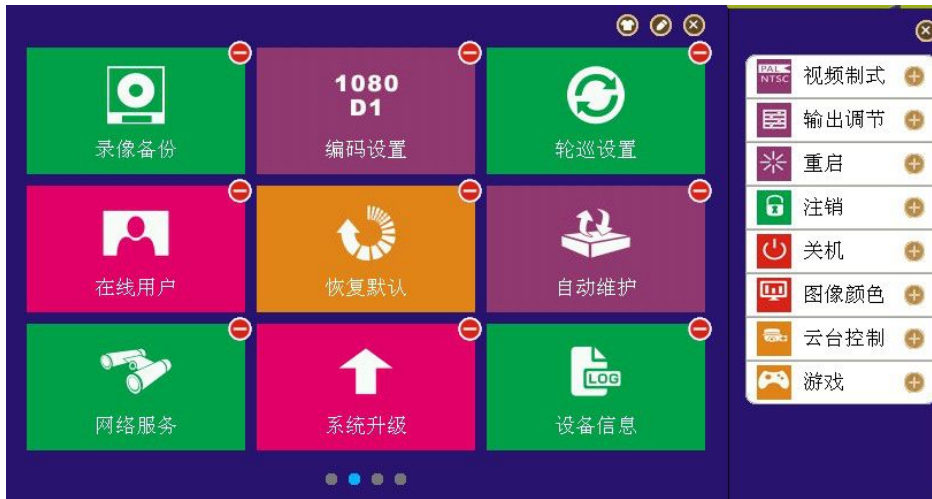 录像备份
1080
D1
编码设置
轮巡设置
在线用户
恢复默认
自动维护
网络服务
系统升级
LOG
设备信息
PAL
NTSC
视频制式
输出调节
重启
注销
关机
图像颜色
云台控制
游戏